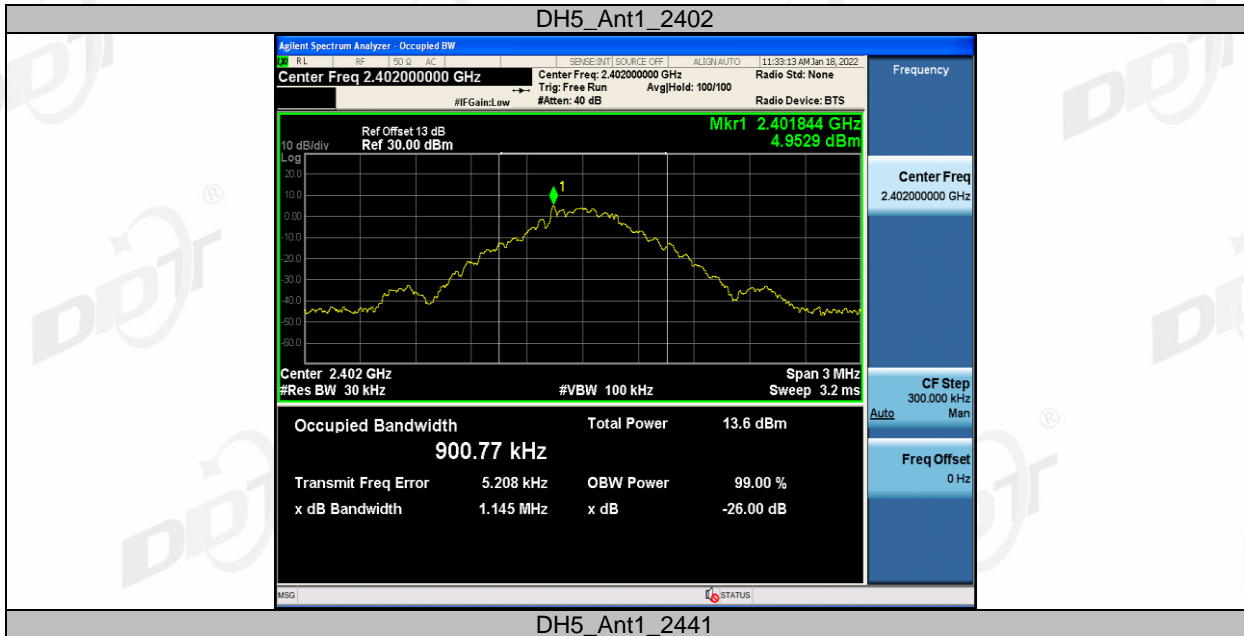 DH5_Ant1_2402
Agilent Spectrum Analyzer - Occupied BW
RL RF 50 Ω AC SENSE:INT SOURCE OFF ALIGN AUTO 11:33:13 AM Jan 18, 2022
Center Freq 2.402000000 GHz Center Freq: 2.402000000 GHz Radio Std: None Frequency
Trig: Free Run Avg|Hold: 100/100
#IFGain:Low #Atten: 40 dB Radio Device: BTS
Mkr1 2.401844 GHz
4.9529 dBm
Ref Offset 13 dB
10 dB/div Ref 30.00 dBm
Log
20.0
10.0
0.00
-10.0
-20.0
-30.0
-40.0
-50.0
-60.0
1
Center Freq
2.402000000 GHz
Center 2.402 GHz Span 3 MHz
#Res BW 30 kHz #VBW 100 kHz Sweep 3.2 ms
CF Step
300.000 kHz
Auto Man
Occupied Bandwidth Total Power 13.6 dBm
900.77 kHz
Freq Offset
0 Hz
Transmit Freq Error 5.208 kHz OBW Power 99.00 %
x dB Bandwidth 1.145 MHz x dB -26.00 dB
MSG STATUS
DH5_Ant1_2441